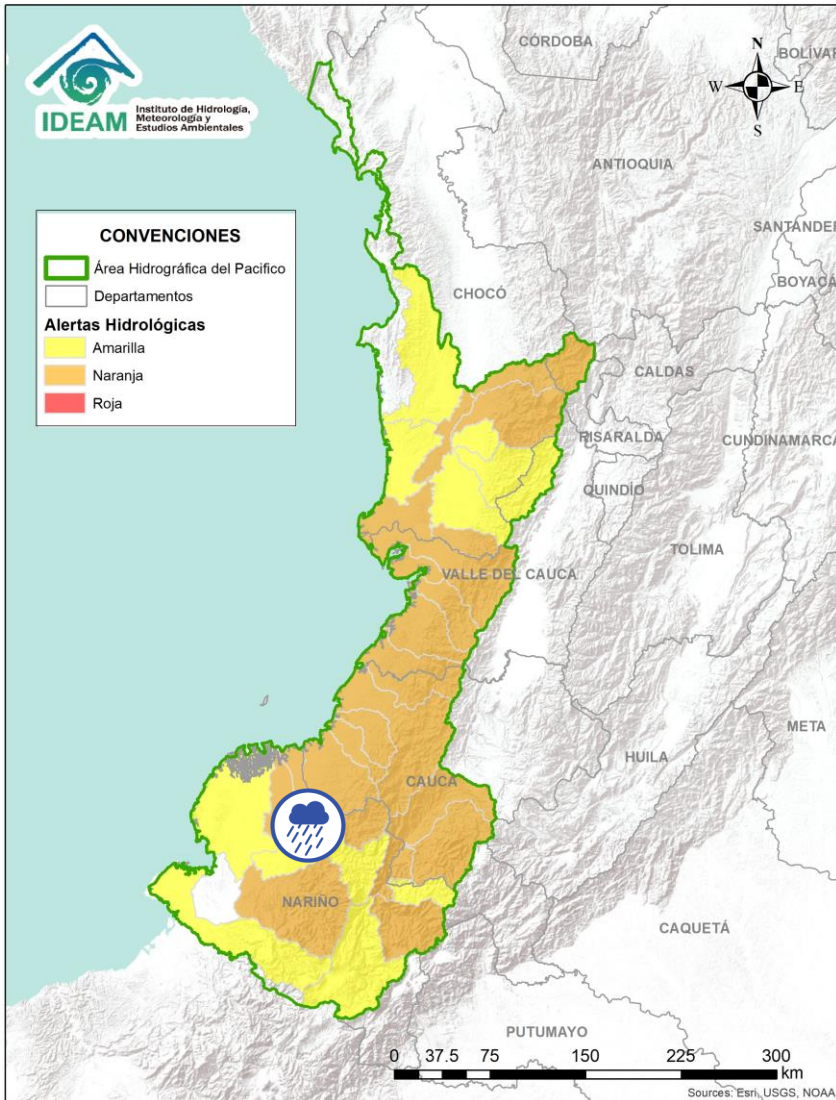 IDEAM
Instituto de Hidrología,
Meteorología y
Estudios Ambientales
CONVENCIONES
Área Hidrográfica del Pacifico
Departamentos
Alertas Hidrológicas
Amarilla
Naranja
Roja
N
W
E
S
CÓRDOBA
BOLÍVAR
ANTIOQUIA
SANTANDER
BOYACÁ
CHOCÓ
CALDAS
RISARALDA
CUNDINAMARCA
QUINDÍO
TOLIMA
VALLE DEL CAUCA
META
HUILA
CAUCA
NARIÑO
CAQUETÁ
PUTUMAYO
0 37.5 75 150 225 300
km
Sources: Esri, USGS, NOAA